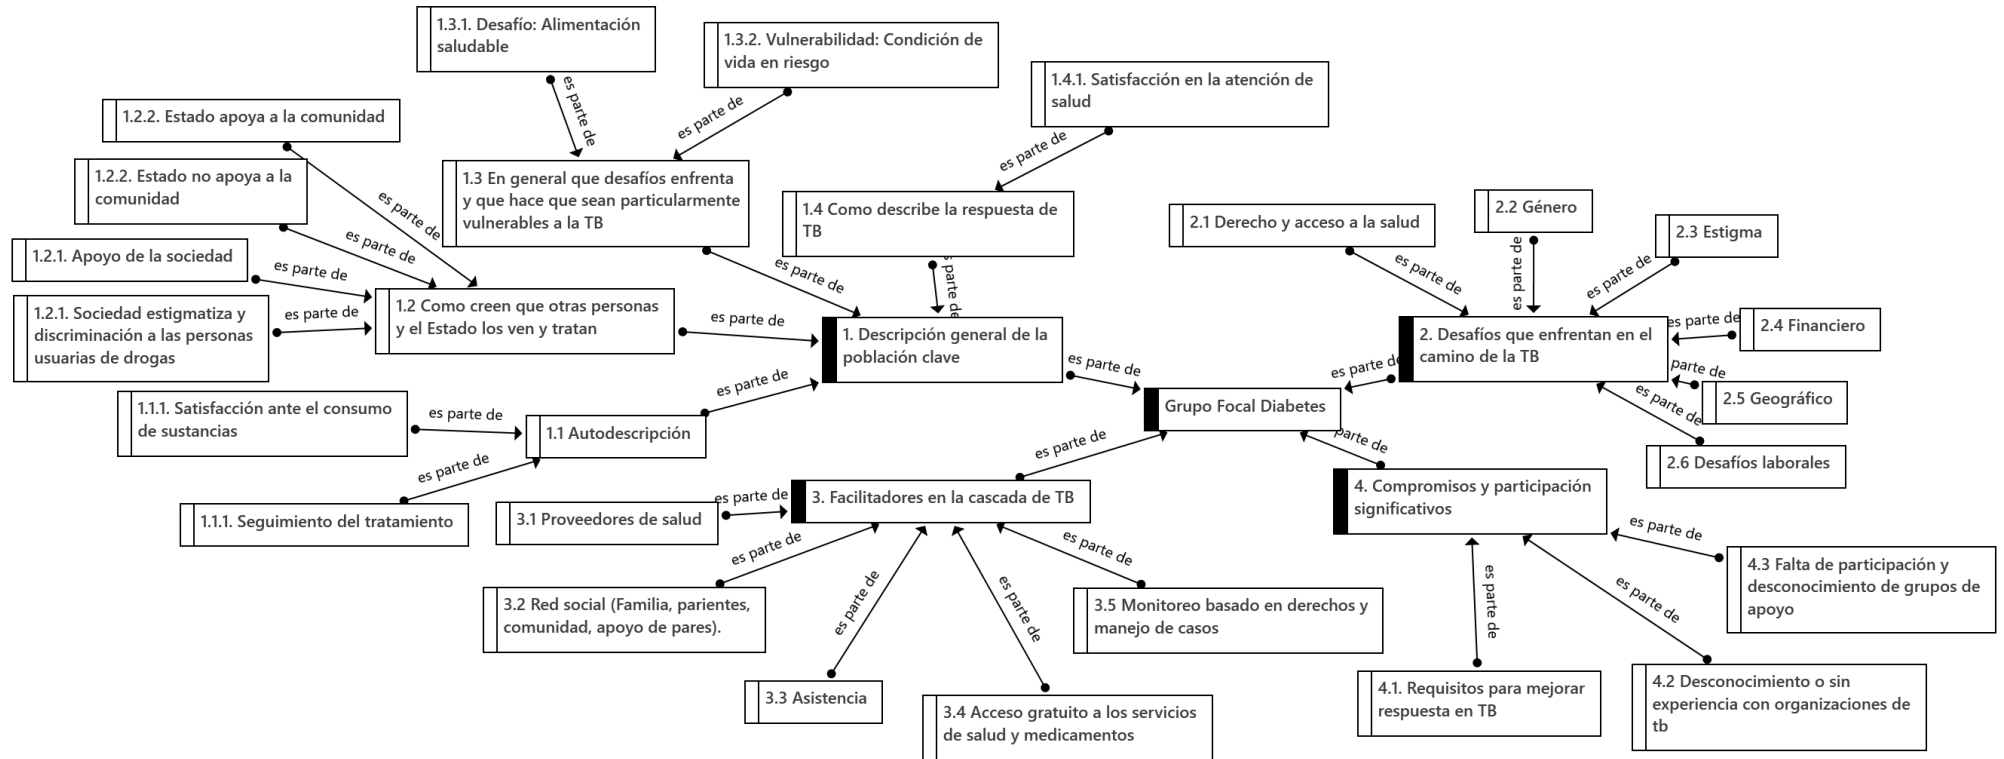 1.3.1. Desafío: Alimentación
saludable
1.3.2. Vulnerabilidad: Condición de
vida en riesgo
1.4.1. Satisfacción en la atención de
salud
es parte de
es parte de
es parte de
1.2.2. Estado apoya a la comunidad
1.2.2. Estado no apoya a la
comunidad
es parte de
es parte de
1.3 En general que desafíos enfrenta
y que hace que sean particularmente
vulnerables a la TB
1.4 Como describe la respuesta de
TB
2.1 Derecho y acceso a la salud
2.2 Género
2.3 Estigma
1.2.1. Apoyo de la sociedad
es parte de
1.2.1. Sociedad estigmatiza y
discriminación a las personas
usuarias de drogas
es parte de
1.2 Como creen que otras personas
y el Estado los ven y tratan
es parte de
es parte de
es parte de
es parte de
es parte de
es parte de
1. Descripción general de la
población clave
2. Desafíos que enfrentan en el
camino de la TB
es parte de
2.4 Financiero
parte de
2.5 Geográfico
es parte de
2.6 Desafíos laborales
es parte de
es parte de
Grupo Focal Diabetes
1.1.1. Satisfacción ante el consumo
de sustancias
es parte de
1.1 Autodescripción
es parte de
es parte de
1.1.1. Seguimiento del tratamiento
es parte de
parte de
3.1 Proveedores de salud
es parte de
3. Facilitadores en la cascada de TB
4. Compromisos y participación
significativos
es parte de
es parte de
es parte de
es parte de
3.2 Red social (Familia, parientes,
comunidad, apoyo de pares).
3.3 Asistencia
3.4 Acceso gratuito a los servicios
de salud y medicamentos
3.5 Monitoreo basado en derechos y
manejo de casos
es parte de
es parte de
es parte de
4.3 Falta de participación y
desconocimiento de grupos de
apoyo
4.1. Requisitos para mejorar
respuesta en TB
4.2 Desconocimiento o sin
experiencia con organizaciones de
tb